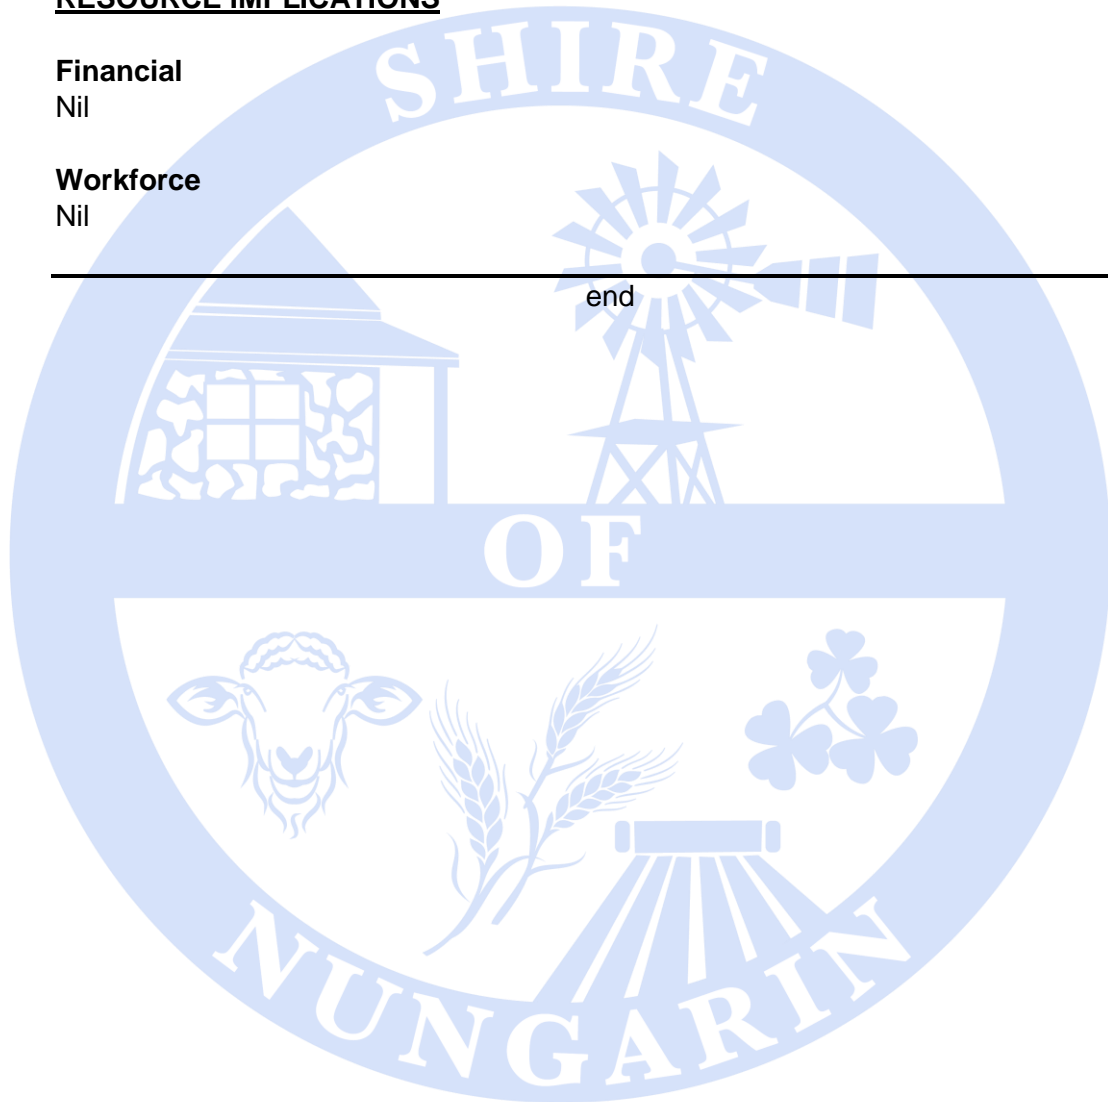 RESOURCE IMPLICATIONS
Financial
Nil
Workforce
Nil
end
SHIRE
OF
NUNGARIN